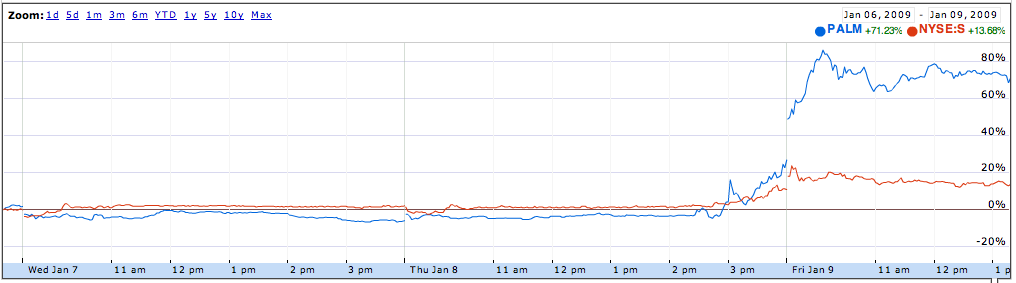 Zoom: 1d 5d 1m 3m 6m YTD 1y 5y 10y Max
Jan 06, 2009 - Jan 09, 2009
PALM +71.23% NYSE:S +13.68%
80%
60%
40%
20%
0%
-20%
Wed Jan 7 11 am 12 pm 1 pm 2 pm 3 pm Thu Jan 8 11 am 12 pm 1 pm 2 pm 3 pm Fri Jan 9 11 am 12 pm 1 p